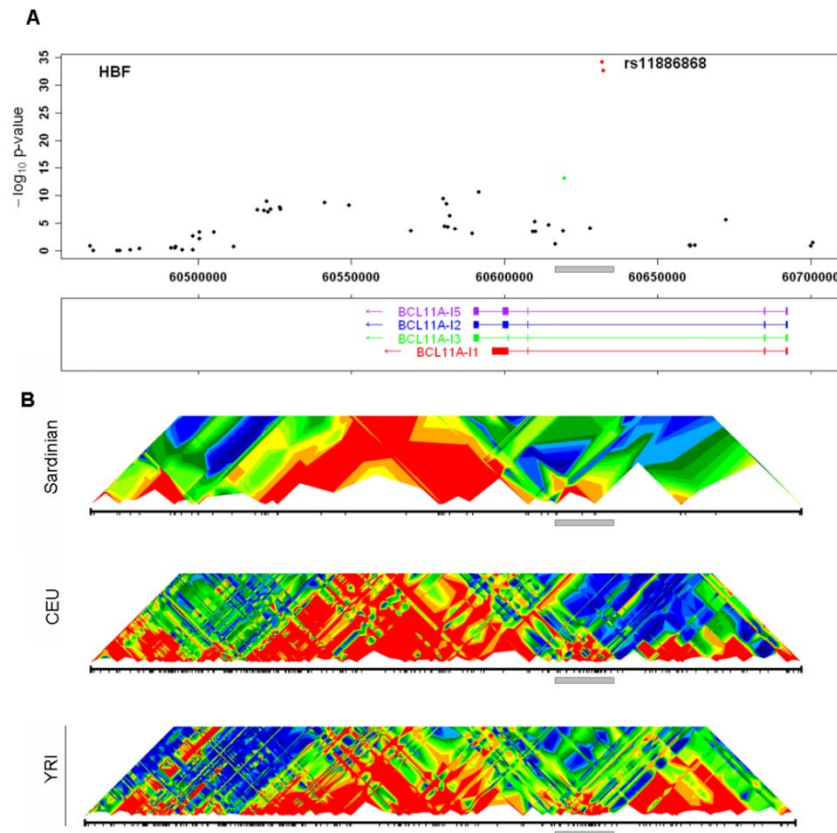 A
HBF
rs11886868
− log10 p-value
35
30
25
20
15
10
5
0
60500000 60550000 60600000 60650000 60700000
BCL11A-I5
BCL11A-I2
BCL11A-I3
BCL11A-I1
B
Sardinian
CEU
YRI